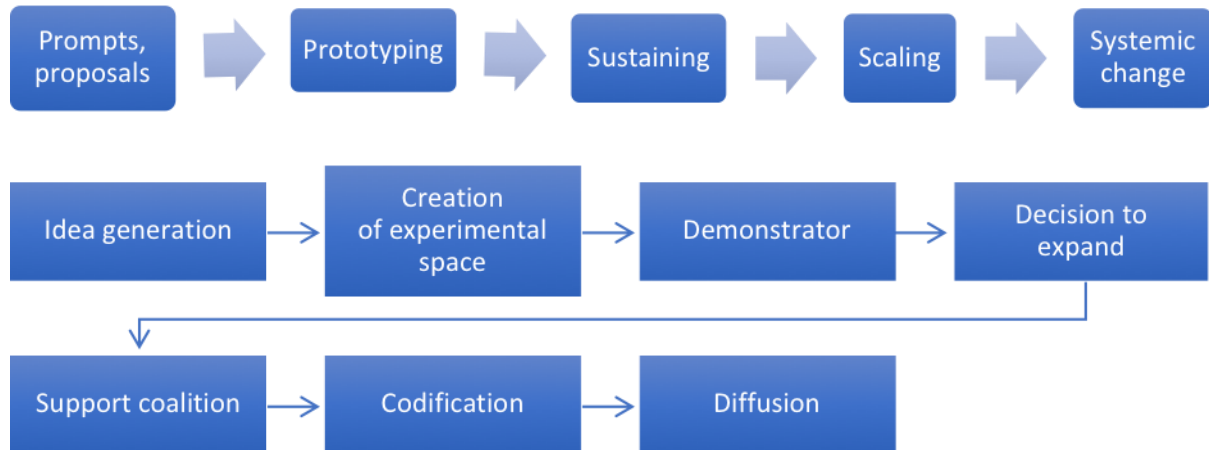 Prompts,
proposals
Prototyping
Sustaining
Scaling
Systemic
change
Idea generation
Creation
of experimental
space
Demonstrator
Decision to
expand
Support coalition
Codification
Diffusion